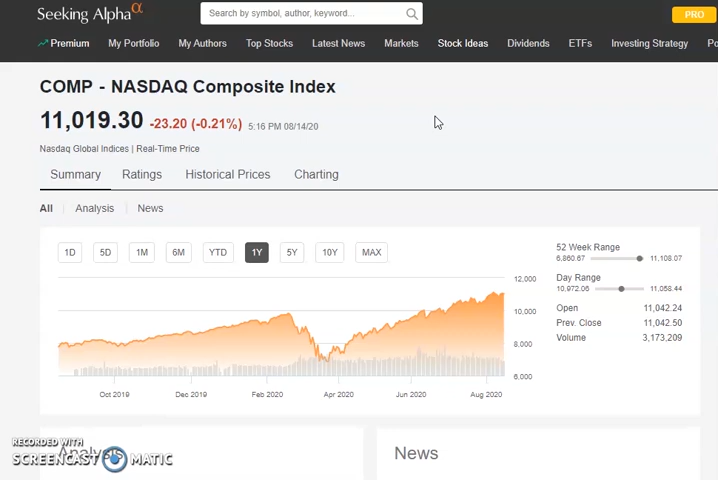 Seeking Alpha α
Search by symbol, author, keyword...
PRO
Premium My Portfolio My Authors Top Stocks Latest News Markets Stock Ideas Dividends ETFs Investing Strategy Po
COMP - NASDAQ Composite Index
11,019.30 -23.20 (-0.21%) 5:16 PM 08/14/20
Nasdaq Global Indices | Real-Time Price
Summary Ratings Historical Prices Charting
All Analysis News
1D 5D 1M 6M YTD 1Y 5Y 10Y MAX
12,000
10,000
8,000
6,000
Oct 2019 Dec 2019 Feb 2020 Apr 2020 Jun 2020 Aug 2020
52 Week Range
6,860.67 11,108.07
Day Range
10,972.06 11,058.44
Open 11,042.24
Prev. Close 11,042.50
Volume 3,173,209
Analysis
News
RECORDED WITH
SCREENCAST MATIC